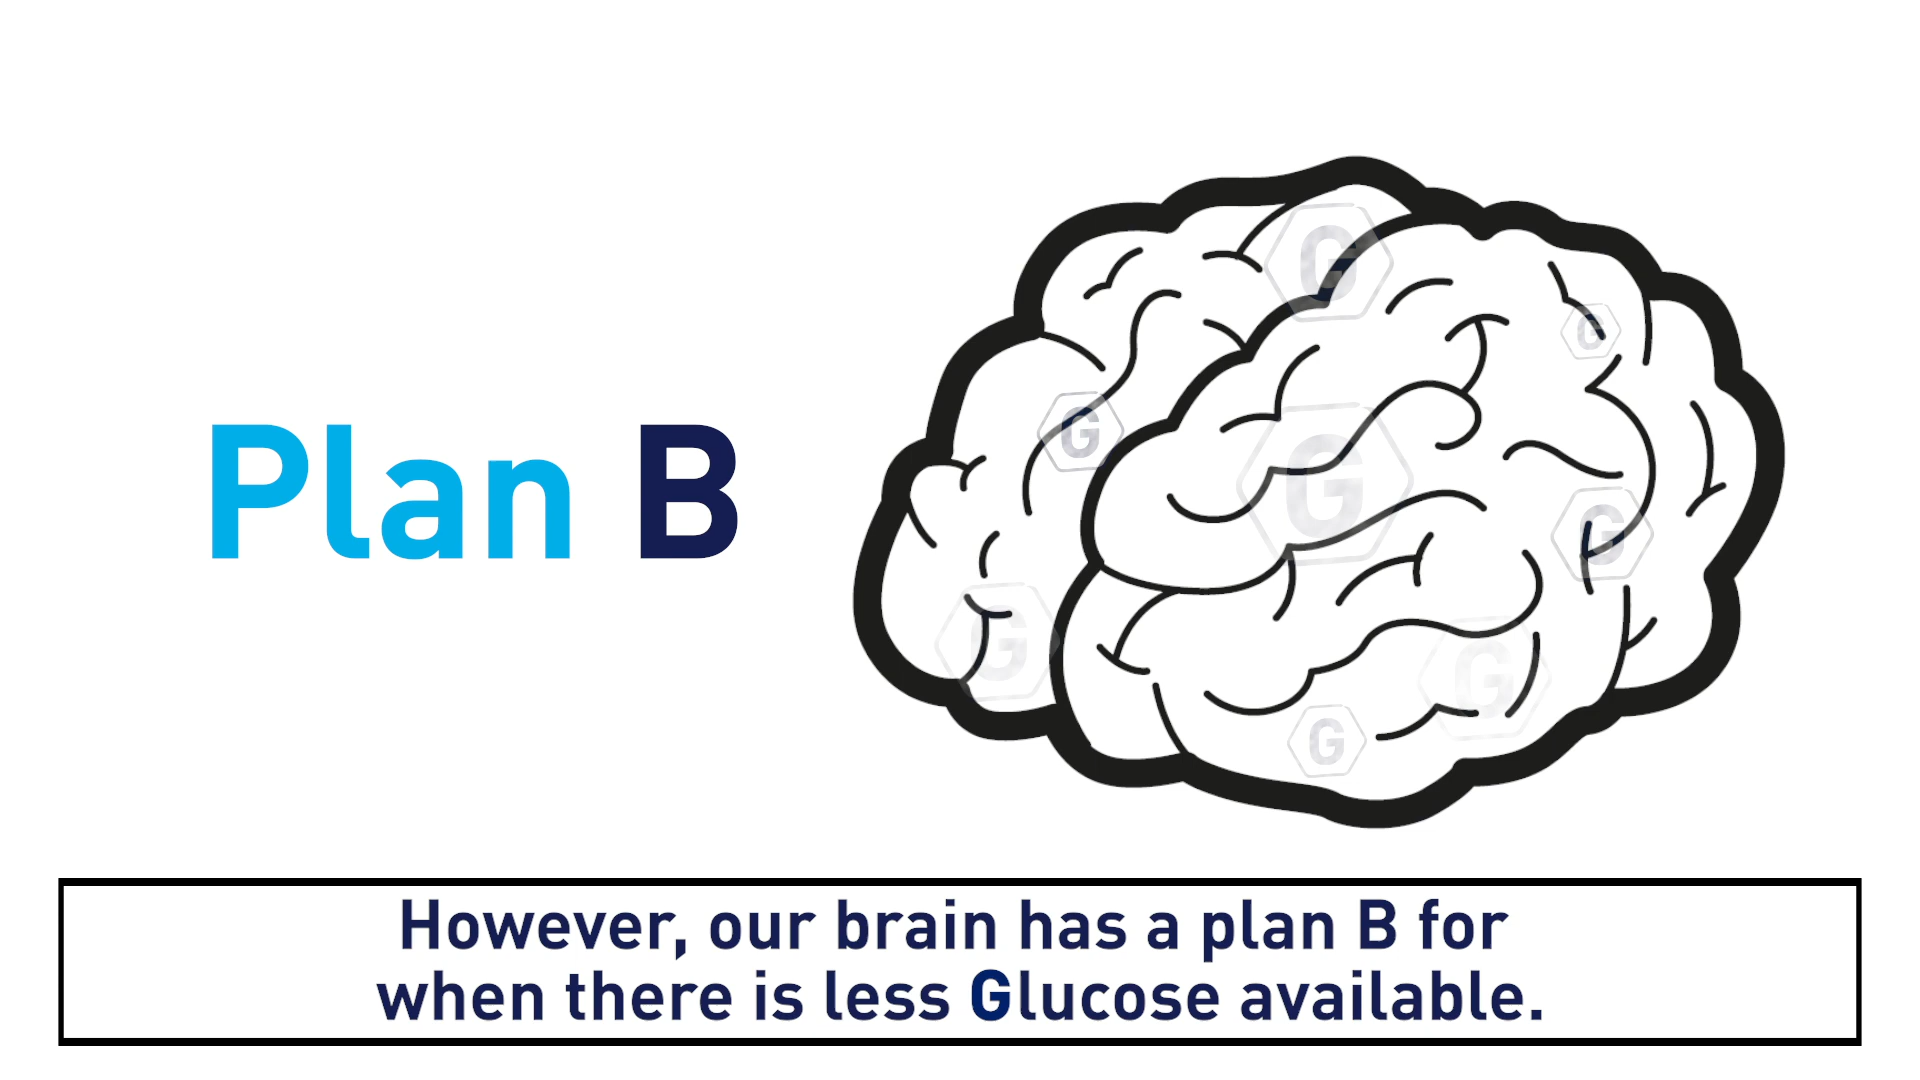 Plan B
G
G
G
G
G
G
G
G
However, our brain has a plan B for
when there is less Glucose available.